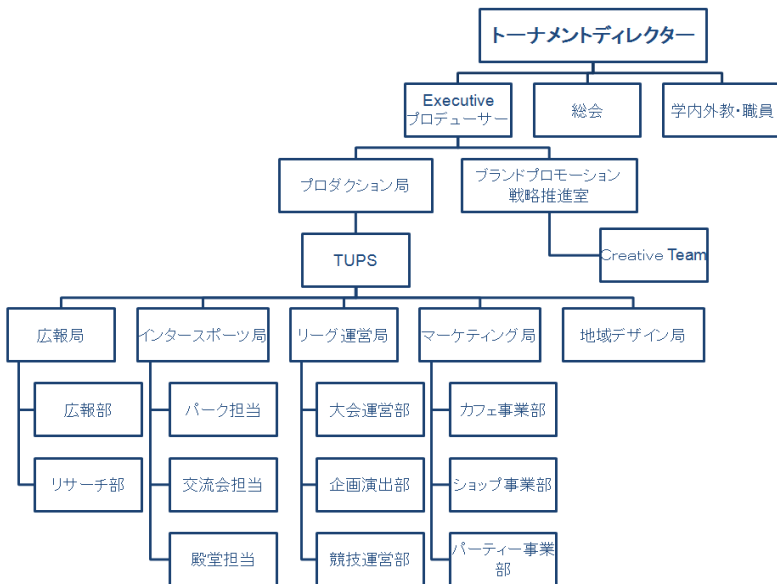 トーナメントディレクター
Executive
プロデューサー
総会
学内外教・職員
プロダクション局
ブランドプロモーション
戦略推進室
TUPS
Creative Team
広報局
インタースポーツ局
リーグ運営局
マーケティング局
地域デザイン局
広報部
パーク担当
大会運営部
カフェ事業部
リサーチ部
交流会担当
企画演出部
ショップ事業部
殿堂担当
競技運営部
パーティー事業
部